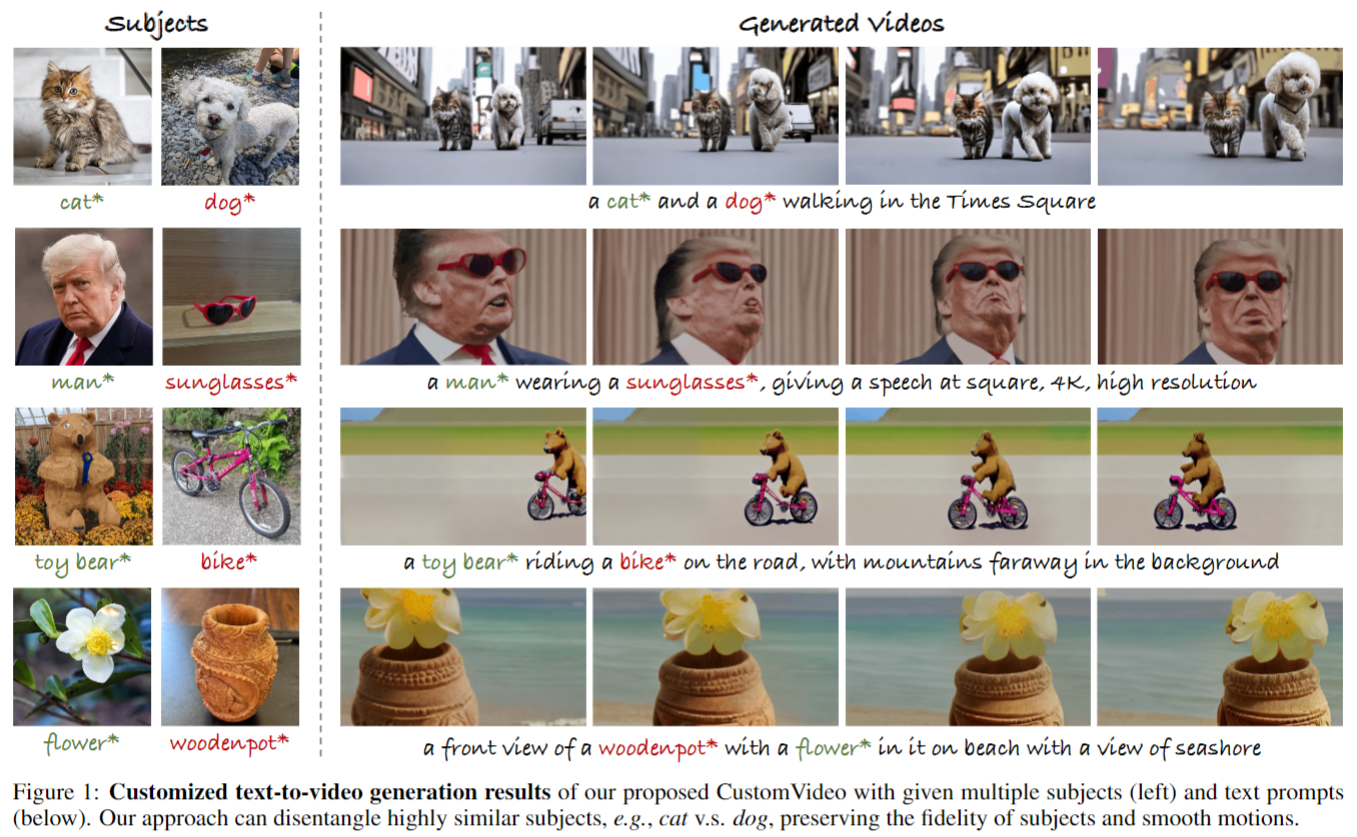 Subjects
Generated Videos
cat*
dog*
a cat* and a dog* walking in the Times Square
man*
sunglasses*
a man* wearing a sunglasses*, giving a speech at square, 4K, high resolution
toy bear*
bike*
a toy bear* riding a bike* on the road, with mountains faraway in the background
flower*
woodenpot*
a front view of a woodenpot* with a flower* in it on beach with a view of seashore
Figure 1: Customized text-to-video generation results of our proposed CustomVideo with given multiple subjects (left) and text prompts
(below). Our approach can disentangle highly similar subjects, e.g., cat v.s. dog, preserving the fidelity of subjects and smooth motions.